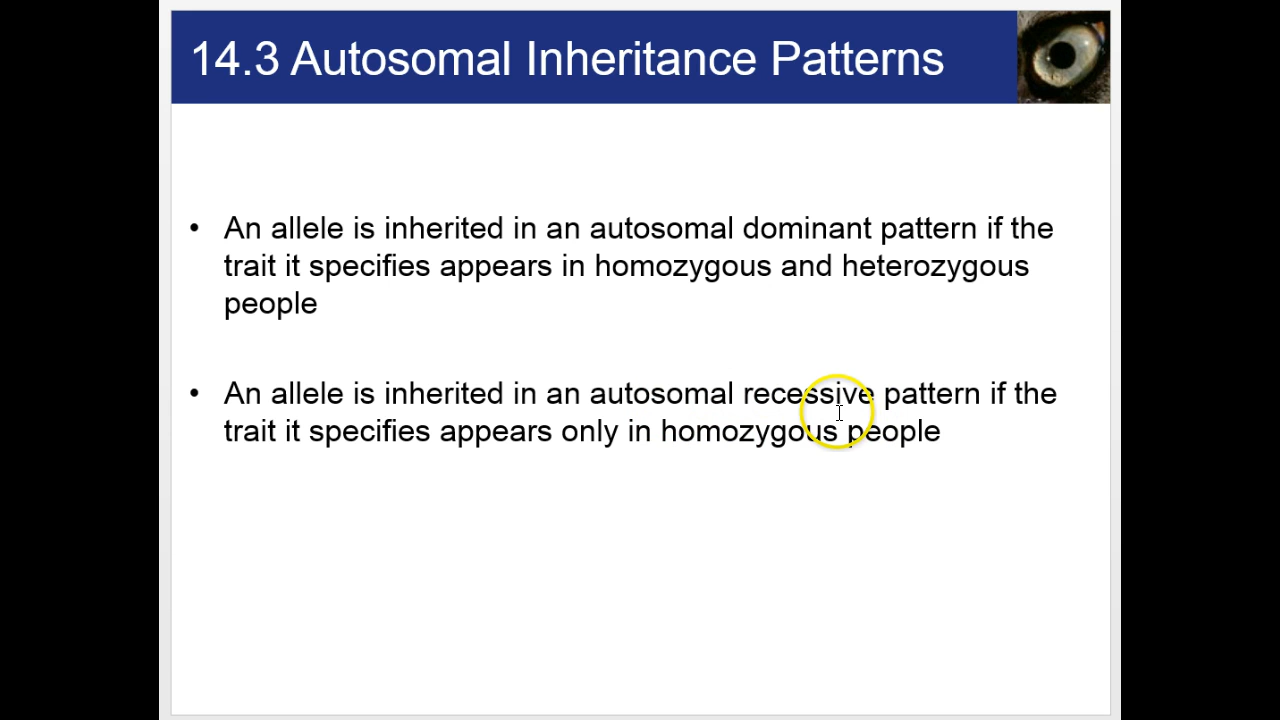 14.3 Autosomal Inheritance Patterns
• An allele is inherited in an autosomal dominant pattern if the
trait it specifies appears in homozygous and heterozygous
people
• An allele is inherited in an autosomal recessive pattern if the
trait it specifies appears only in homozygous people